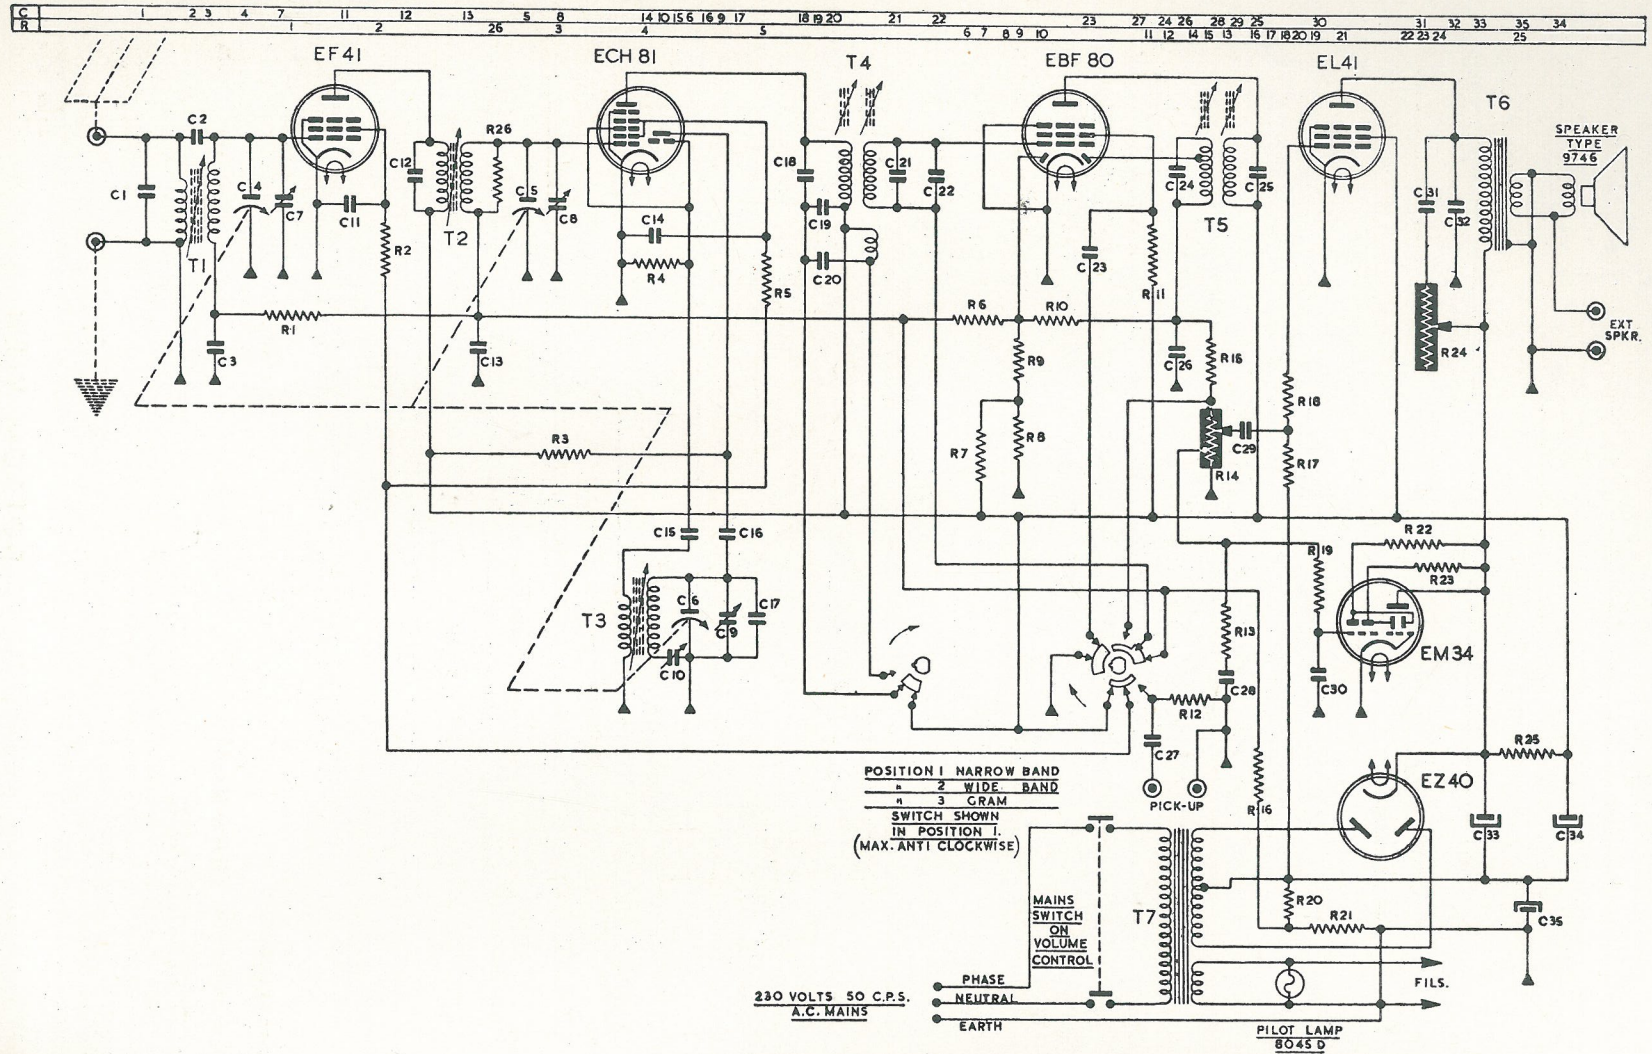 C 1 2 3 4 7 11 12 13 5 8 14 10 15 6 16 9 17 18 19 20 21 22 23 27 24 26 28 29 25 30 31 32 33 35 34
R 1 2 26 3 4 5 6 7 8 9 10 11 12 14 15 13 16 17 18 20 19 21 22 23 24 25
EF41
ECH 81
T4
EBF 80
EL41
T6
SPEAKER
TYPE
9746
C2
R26
C1
C4
C7
C11
C12
C5
C8
C14
C18
C21
C22
C24
C25
C31
C32
T1
T2
R2
R4
R5
C19
C20
C23
R11
T5
R1
C3
C13
R6
R10
R9
C26
R15
R24
EXT
SPKR.
R3
R7
R8
R18
C29
R17
R14
C15
C16
R22
R19
R23
T3
C6
C9
C17
C10
R13
EM34
C28
C30
R12
C27
R25
EZ40
POSITION 1 NARROW BAND
" 2 WIDE BAND
" 3 GRAM
SWITCH SHOWN
IN POSITION 1.
(MAX. ANTI CLOCKWISE)
PICK-UP
R16
C33
C34
MAINS
SWITCH
ON
VOLUME
CONTROL
T7
R20
R21
C35
PHASE
NEUTRAL
EARTH
230 VOLTS 50 C.P.S.
A.C. MAINS
FILS.
PILOT LAMP
8045 D